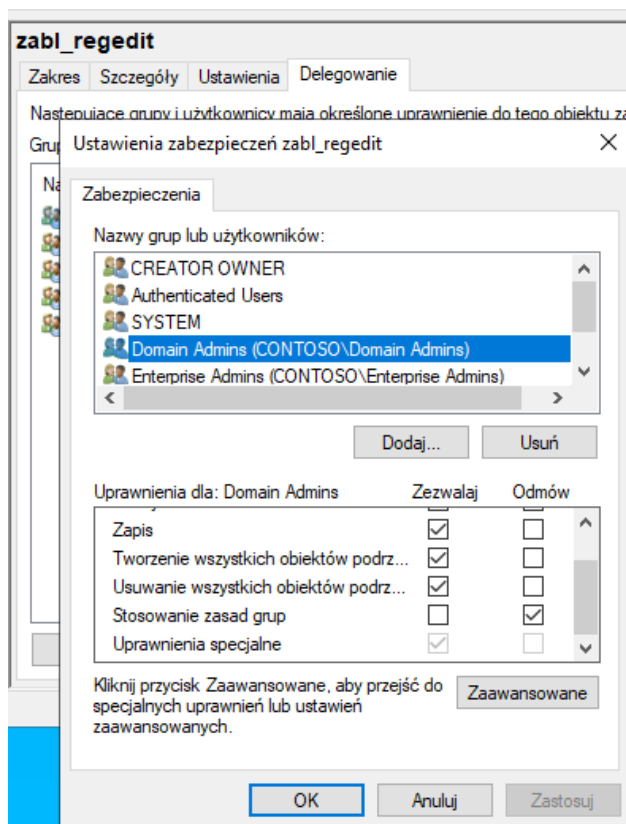 zabl_regedit
Zakres Szczegóły Ustawienia Delegowanie
Następujące grupy i użytkownicy mają określone uprawnienie do tego obiektu
Ustawienia zabezpieczeń zabl_regedit
Zabezpieczenia
Nazwy grup lub użytkowników:
CREATOR OWNER
Authenticated Users
SYSTEM
Domain Admins (CONTOSO\Domain Admins)
Enterprise Admins (CONTOSO\Enterprise Admins)
Dodaj... Usuń
Uprawnienia dla: Domain Admins Zezwalaj Odmów
Zapis
Tworzenie wszystkich obiektów podrz...
Usuwanie wszystkich obiektów podrz...
Stosowanie zasad grup
Uprawnienia specjalne
Kliknij przycisk Zaawansowane, aby przejść do
specjalnych uprawnień lub ustawień
zaawansowanych.
Zaawansowane
OK Anuluj Zastosuj